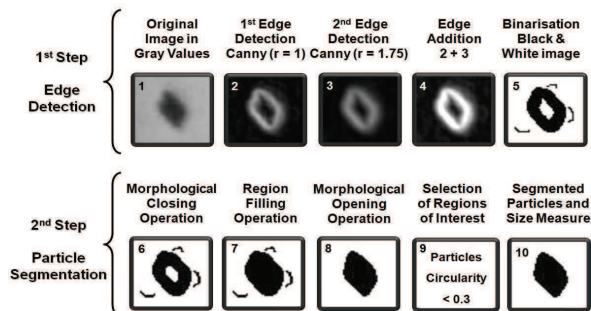 1st Step
Edge
Detection
Original
Image in
Gray Values
1st Edge
Detection
Canny (r = 1)
2nd Edge
Detection
Canny (r = 1.75)
Edge
Addition
2 + 3
Binarisation
Black &
White image
1
2
3
4
5
2nd Step
Particle
Segmentation
Morphological
Closing
Operation
Region
Filling
Operation
Morphological
Opening
Operation
Selection
of Regions
of Interest
Segmented
Particles and
Size Measure
6
7
8
9
Particles
Circularity
< 0.3
10